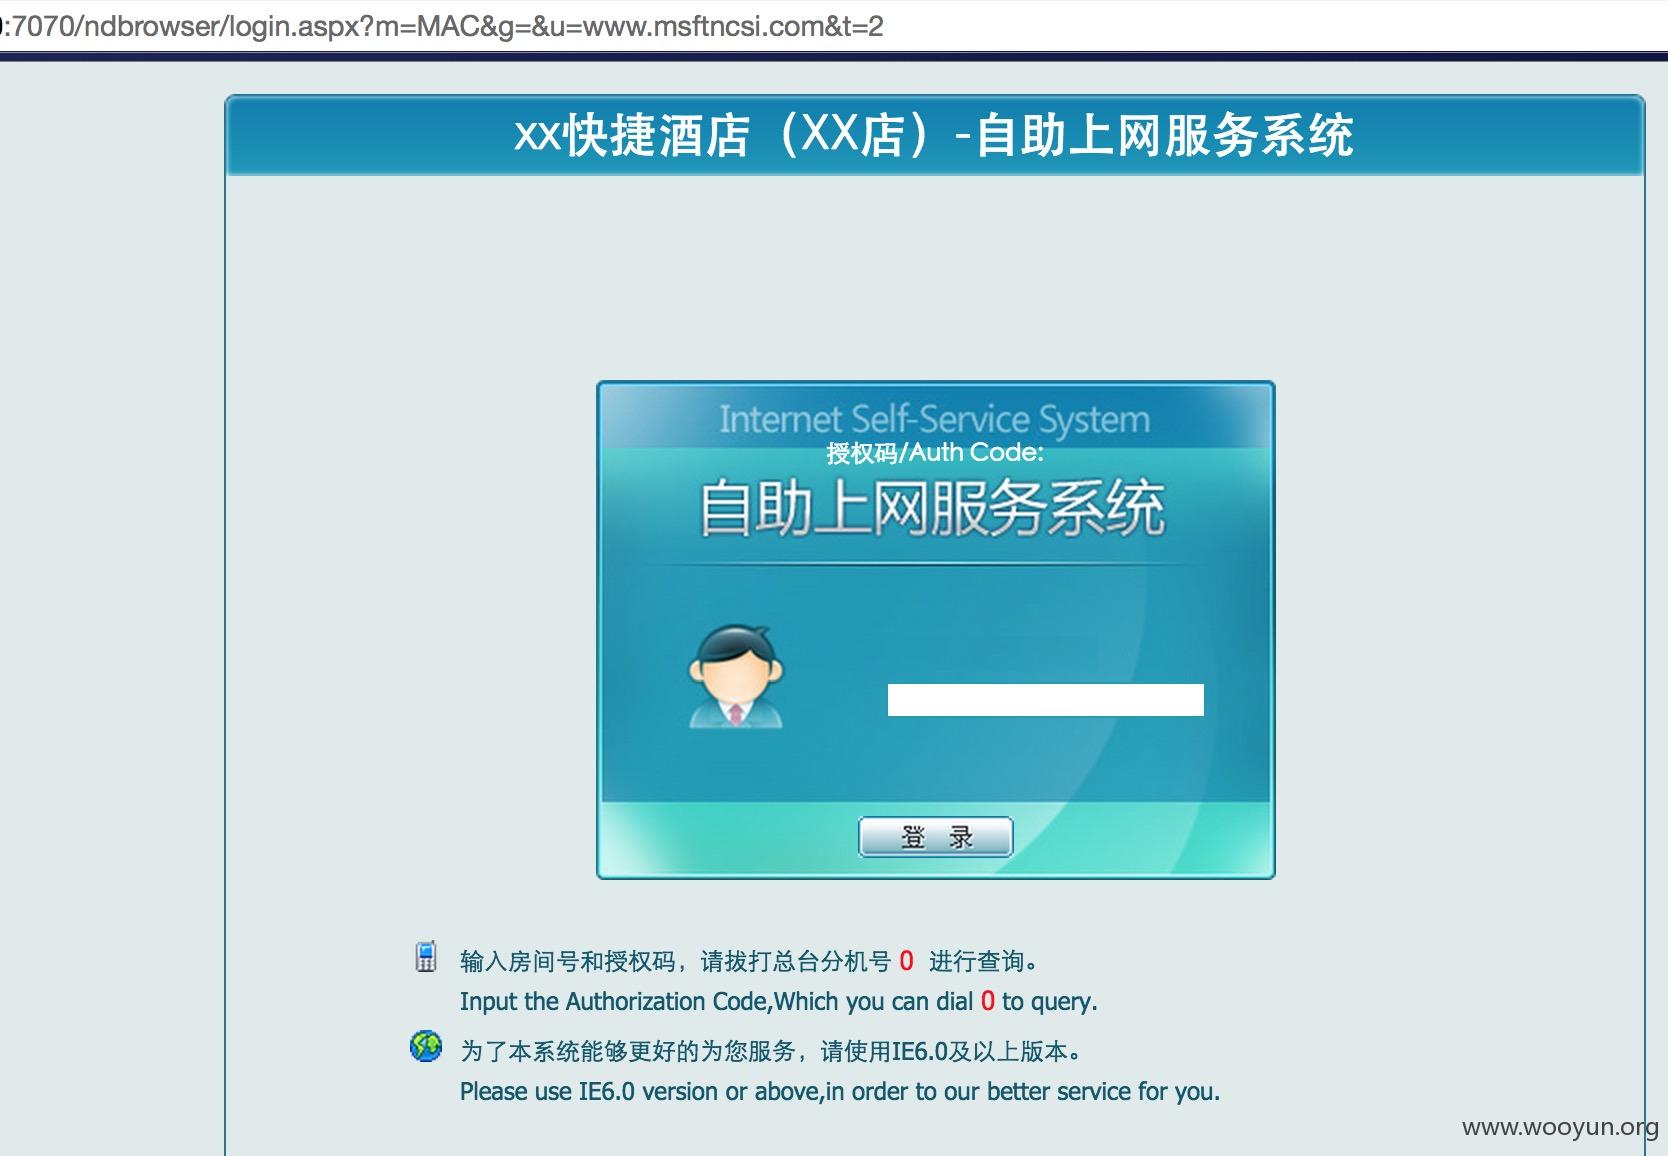 :7070/ndbrowser/login.aspx?m=MAC&g=&u=www.msftncsi.com&t=2
xx快捷酒店（XX店）-自助上网服务系统
Internet Self-Service System
授权码/Auth Code:
自助上网服务系统
登 录
输入房间号和授权码，请拨打总台分机号 0 进行查询。
Input the Authorization Code,Which you can dial 0 to query.
为了本系统能够更好的为您服务，请使用IE6.0及以上版本。
Please use IE6.0 version or above,in order to our better service for you.
www.wooyun.org